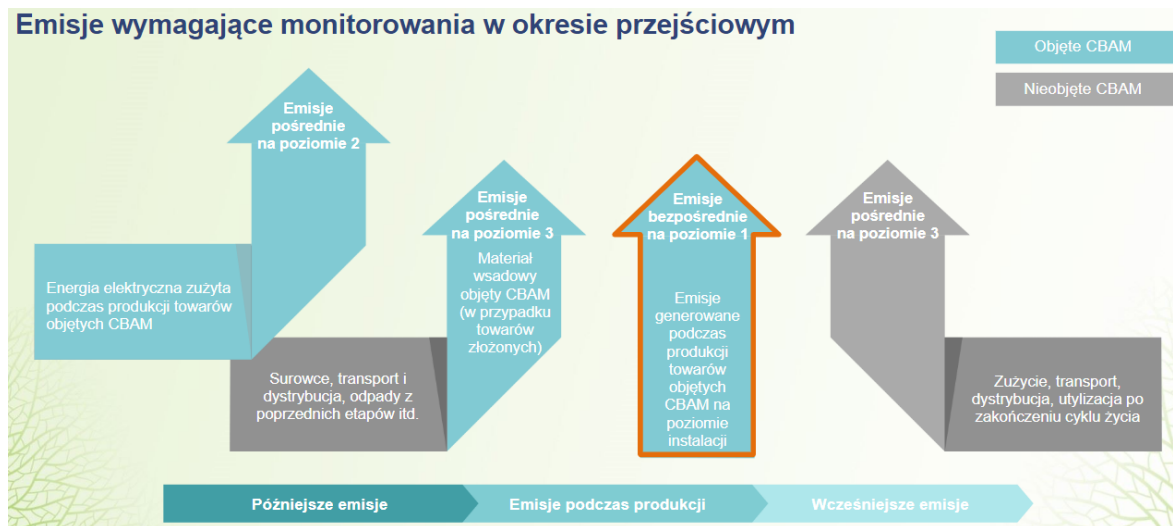 Emisje wymagające monitorowania w okresie przejściowym
Objęte CBAM
Nieobjęte CBAM
Emisje
pośrednie
na poziomie 2
Energia elektryczna zużyta
podczas produkcji towarów
objętych CBAM
Emisje
pośrednie
na poziomie 3
Materiał
wsadowy
objęty CBAM
(w przypadku
towarów
złożonych)
Surowce, transport i
dystrybucja, odpady z
poprzednich etapów itd.
Emisje
bezpośrednie
na poziomie 1
Emisje
generowane
podczas
produkcji
towarów
objętych
CBAM na
poziomie
instalacji
Emisje
pośrednie
na poziomie 3
Zużycie, transport,
dystrybucja, utylizacja po
zakończeniu cyklu życia
Późniejsze emisje
Emisje podczas produkcji
Wcześniejsze emisje